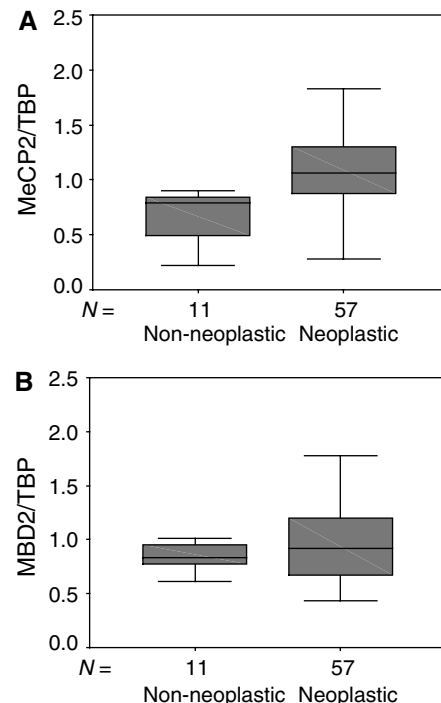 A
MeCP2/TBP
2.5
2.0
1.5
1.0
0.5
0.0
N = 11 57
Non-neoplastic Neoplastic
B
MBD2/TBP
2.5
2.0
1.5
1.0
0.5
0.0
N = 11 57
Non-neoplastic Neoplastic